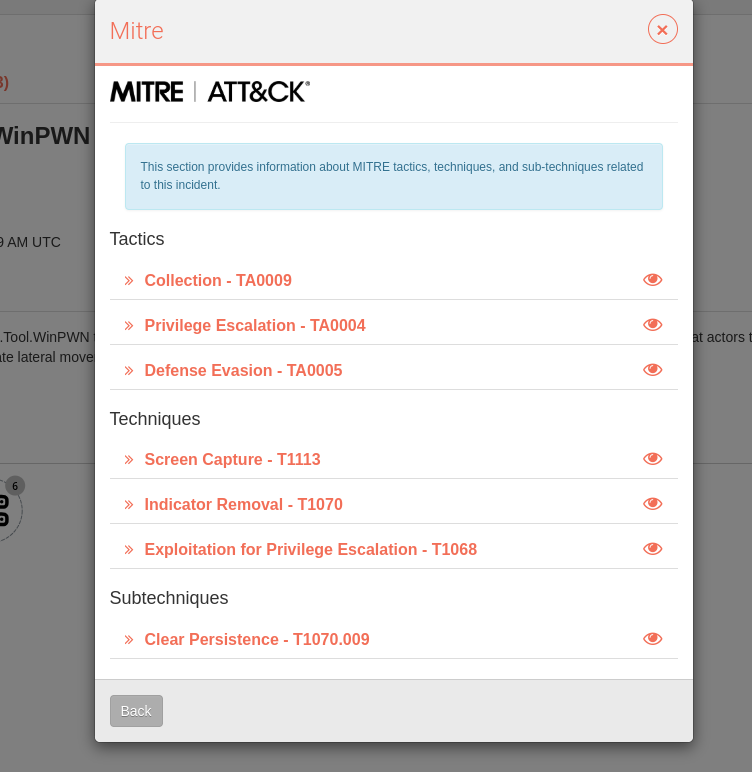 Mitre
3)
MITRE | ATT&CK®
WinPWN
This section provides information about MITRE tactics, techniques, and sub-techniques related
to this incident.
9 AM UTC
Tactics
Collection - TA0009
Privilege Escalation - TA0004
.Tool.WinPWN
at actors
ate lateral
Defense Evasion - TA0005
Techniques
Screen Capture - T1113
6
Indicator Removal - T1070
Exploitation for Privilege Escalation - T1068
Subtechniques
Clear Persistence - T1070.009
Back